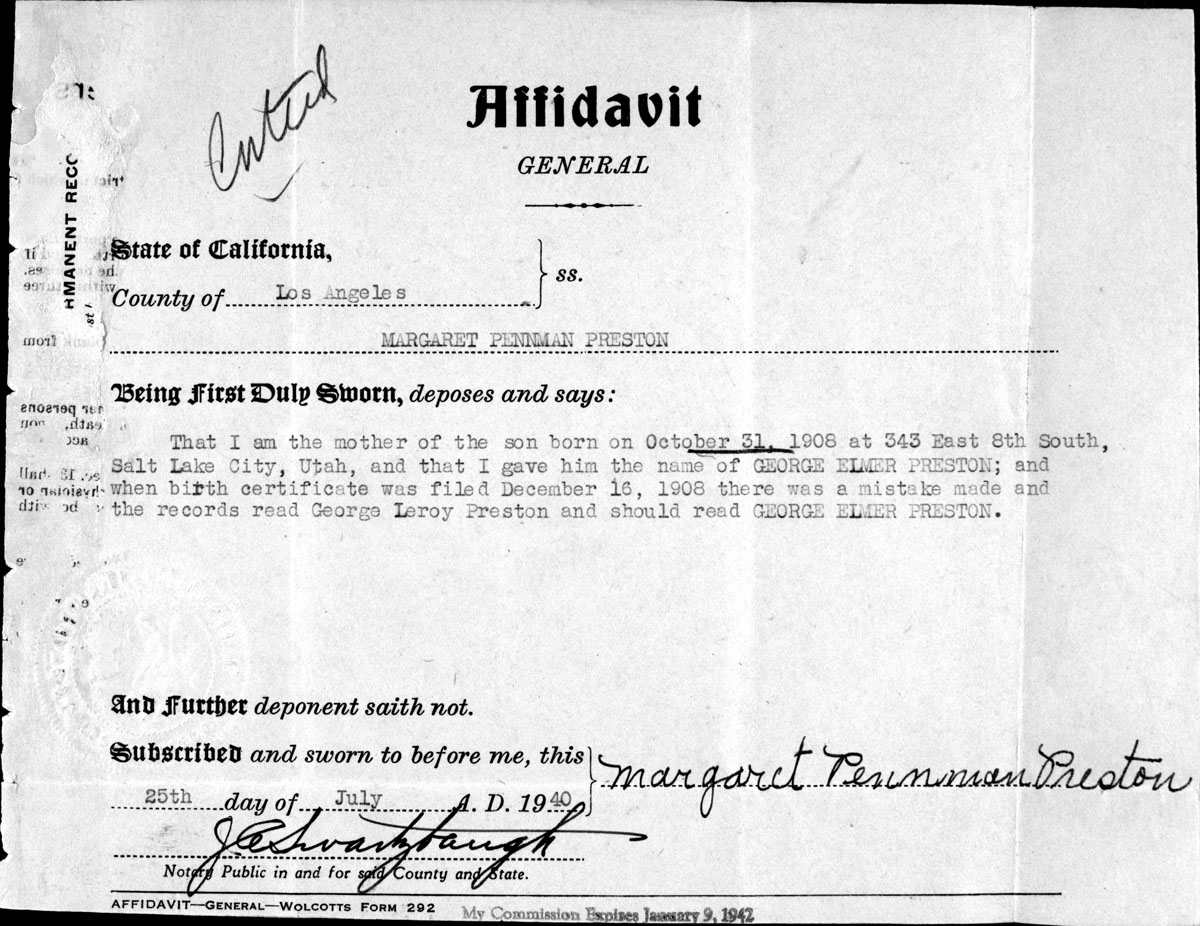 Entered
Affidavit
GENERAL
State of California,
ss.
County of Los Angeles
MARGARET PENNMAN PRESTON
Being First Duly Sworn, deposes and says:
That I am the mother of the son born on October 31, 1908 at 343 East 8th South,
Salt Lake City, Utah, and that I gave him the name of GEORGE ELMER PRESTON; and
when birth certificate was filed December 16, 1908 there was a mistake made and
the records read George Leroy Preston and should read GEORGE ELMER PRESTON.
And Further deponent saith not.
Subscribed and sworn to before me, this
Margaret Pennman Preston
25th day of July A. D. 1940
J A Swartzbaugh
Notary Public in and for said County and State.
AFFIDAVIT—GENERAL—WOLCOTTS FORM 292
My Commission Expires January 9, 1942
RMANENT RECO